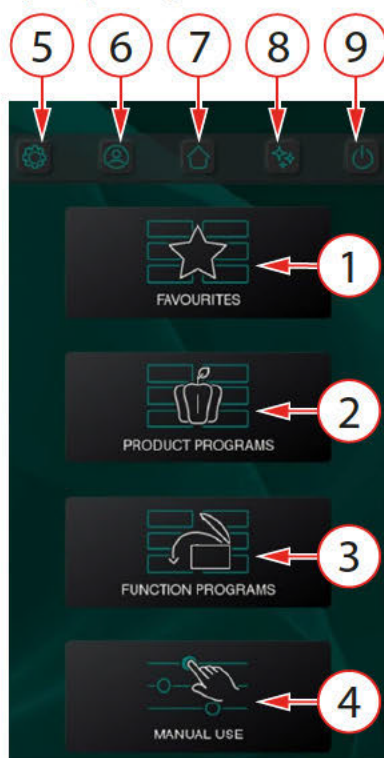 5 6 7 8 9
1
FAVOURITES
2
PRODUCT PROGRAMS
3
FUNCTION PROGRAMS
4
MANUAL USE